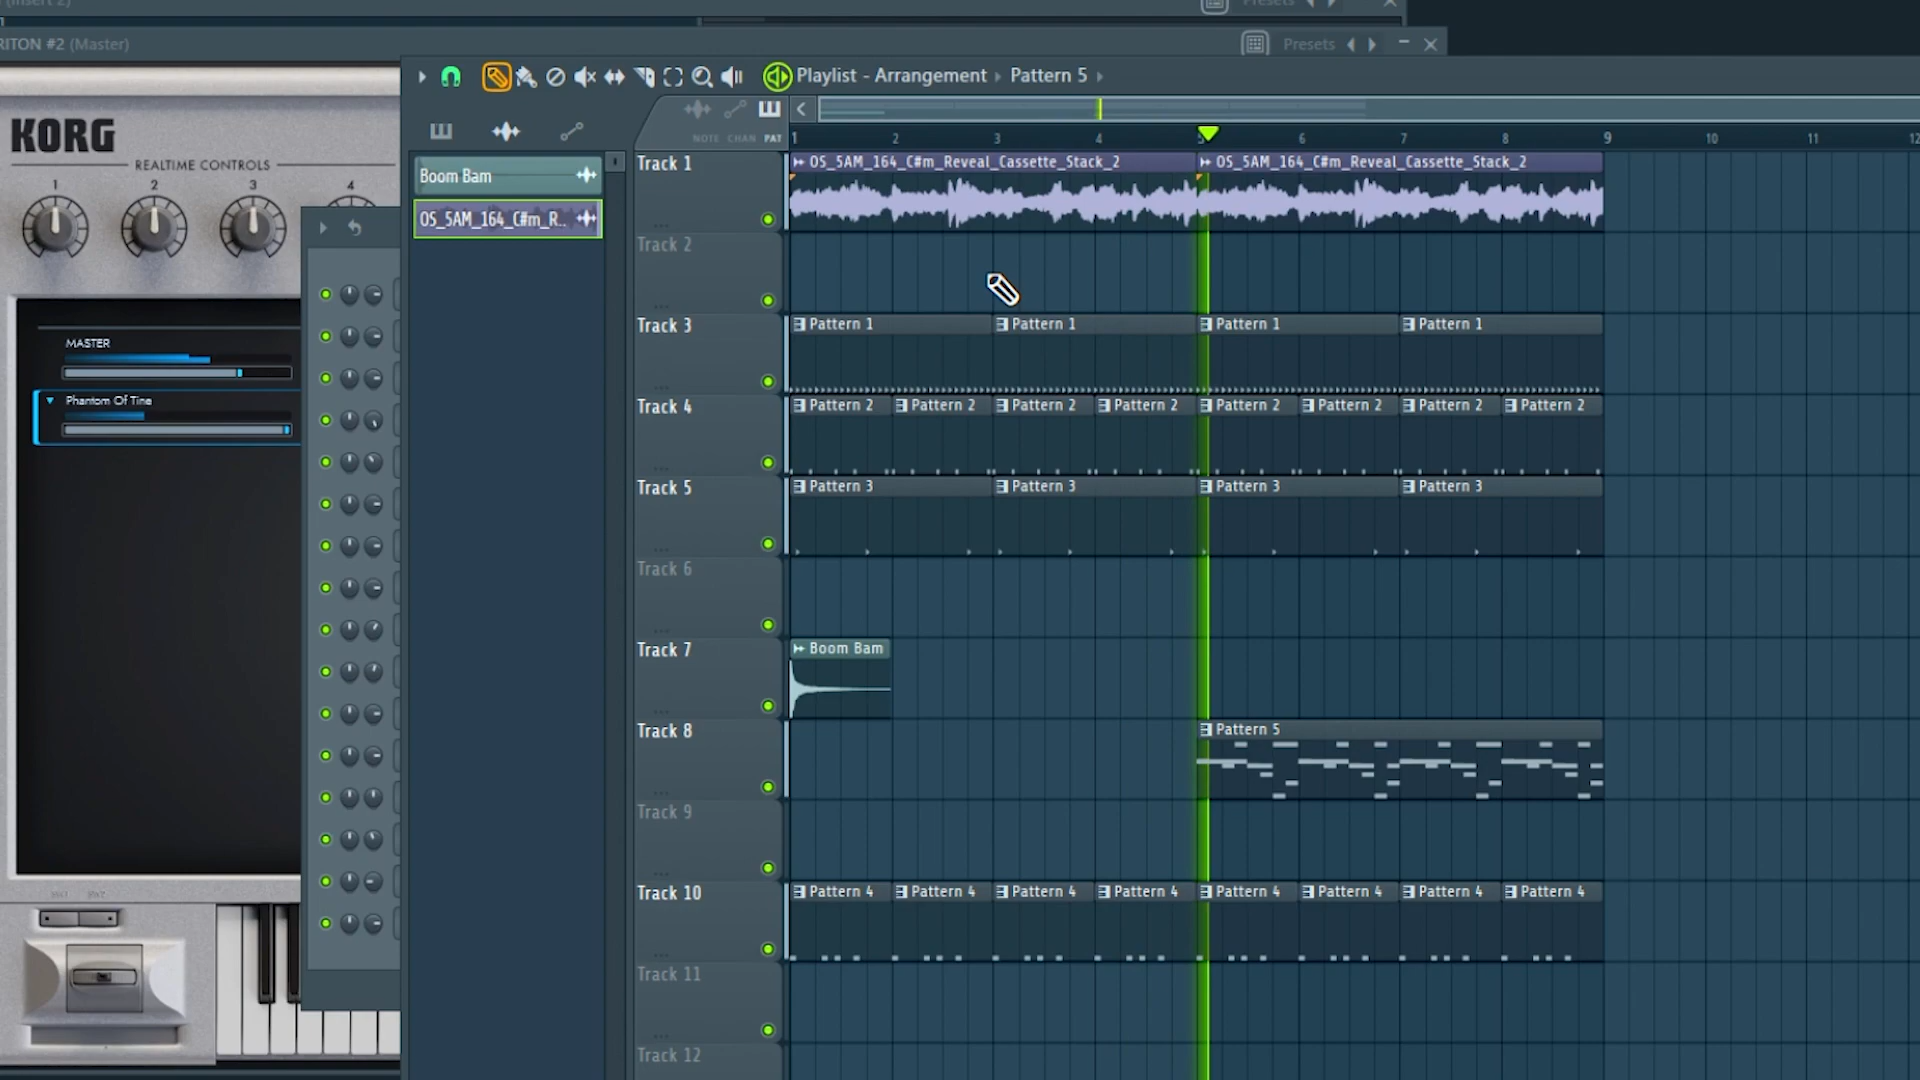 (Insert 2)
Presets
RITON #2 (Master)
Presets
Playlist - Arrangement › Pattern 5 ›
KORG
REALTIME CONTROLS
1 2 3 4
MASTER
Phantom Of Tine
NOTE CHAN PAT
Boom Bam
OS_5AM_164_C#m_R..
1 2 3 4 5 6 7 8 9 10 11 12
Track 1
OS_5AM_164_C#m_Reveal_Cassette_Stack_2 OS_5AM_164_C#m_Reveal_Cassette_Stack_2
Track 2
Track 3
Pattern 1 Pattern 1 Pattern 1 Pattern 1
Track 4
Pattern 2 Pattern 2 Pattern 2 Pattern 2 Pattern 2 Pattern 2 Pattern 2 Pattern 2
Track 5
Pattern 3 Pattern 3 Pattern 3 Pattern 3
Track 6
Track 7
Boom Bam
Track 8
Pattern 5
Track 9
Track 10
Pattern 4 Pattern 4 Pattern 4 Pattern 4 Pattern 4 Pattern 4 Pattern 4 Pattern 4
Track 11
Track 12